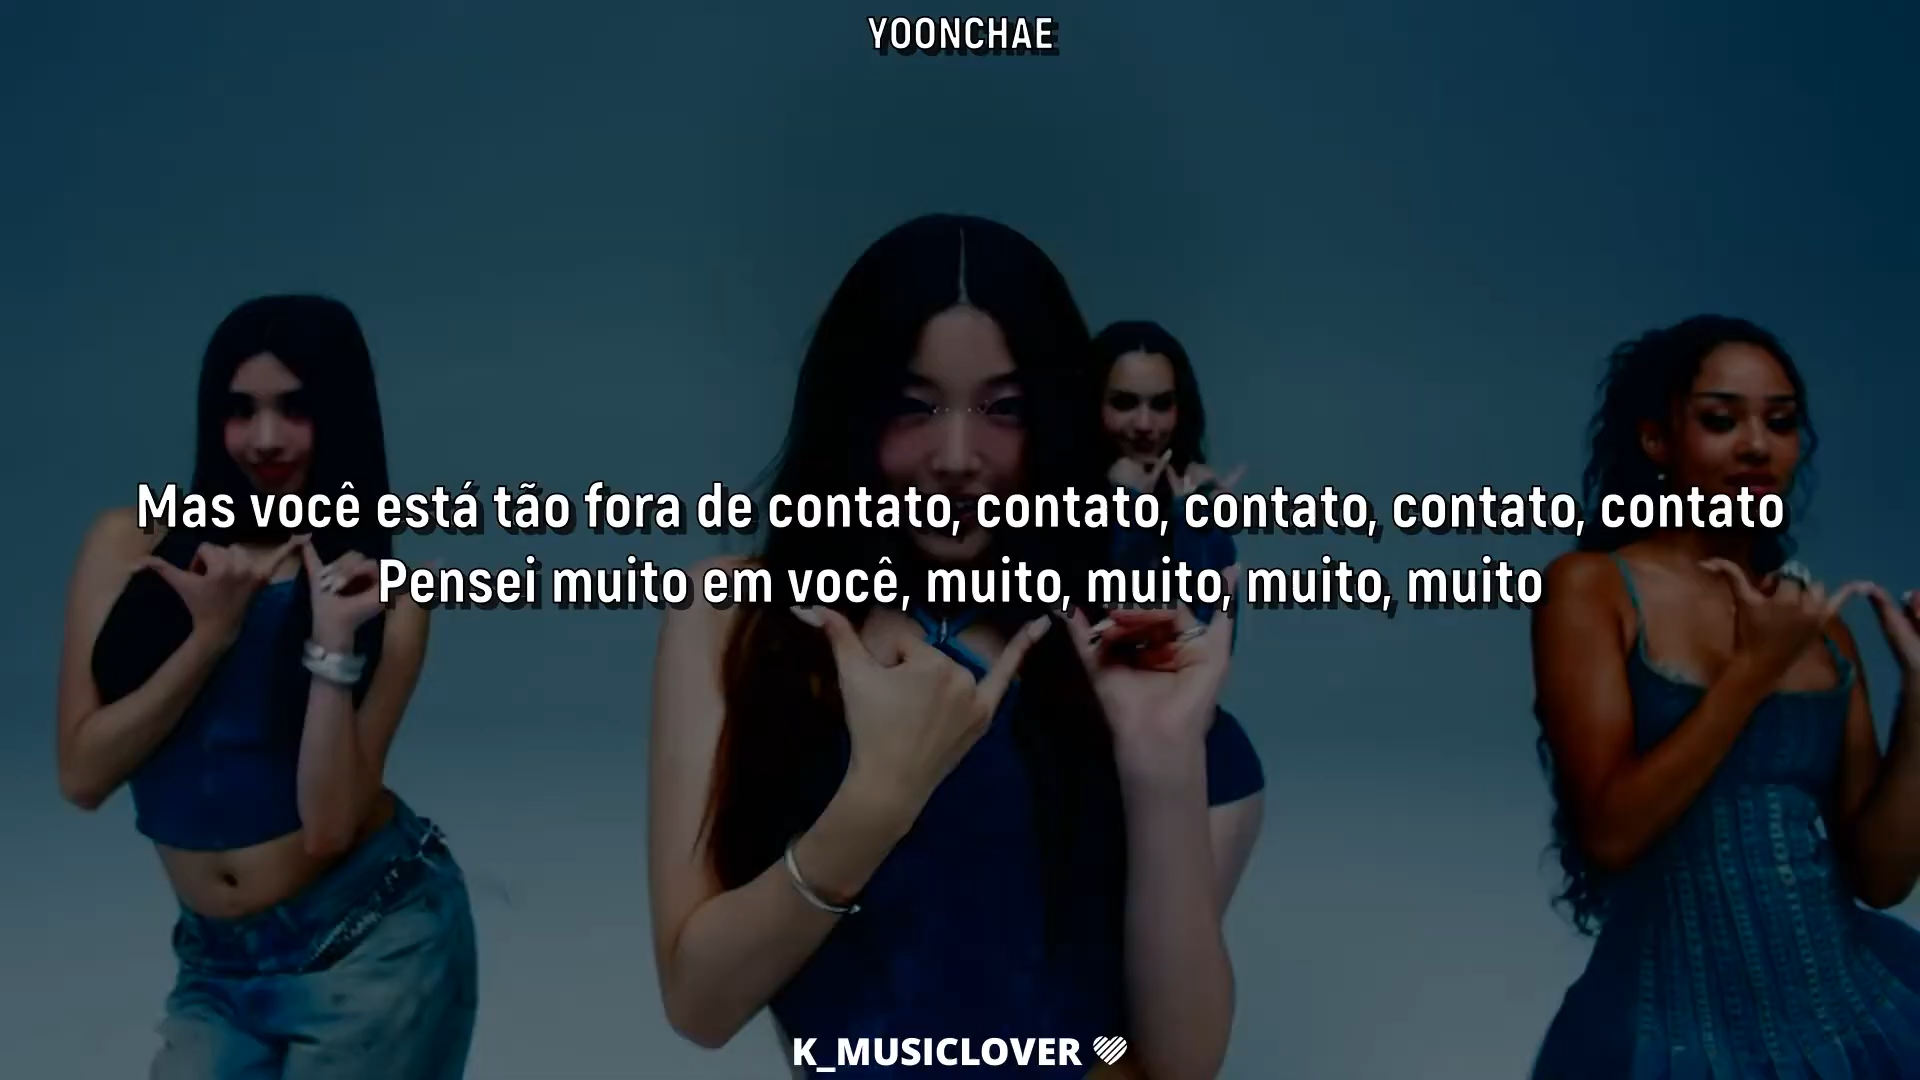 YOONCHAE
Mas você está tão fora de contato, contato, contato, contato, contato
Pensei muito em você, muito, muito, muito, muito
K_MUSICLOVER